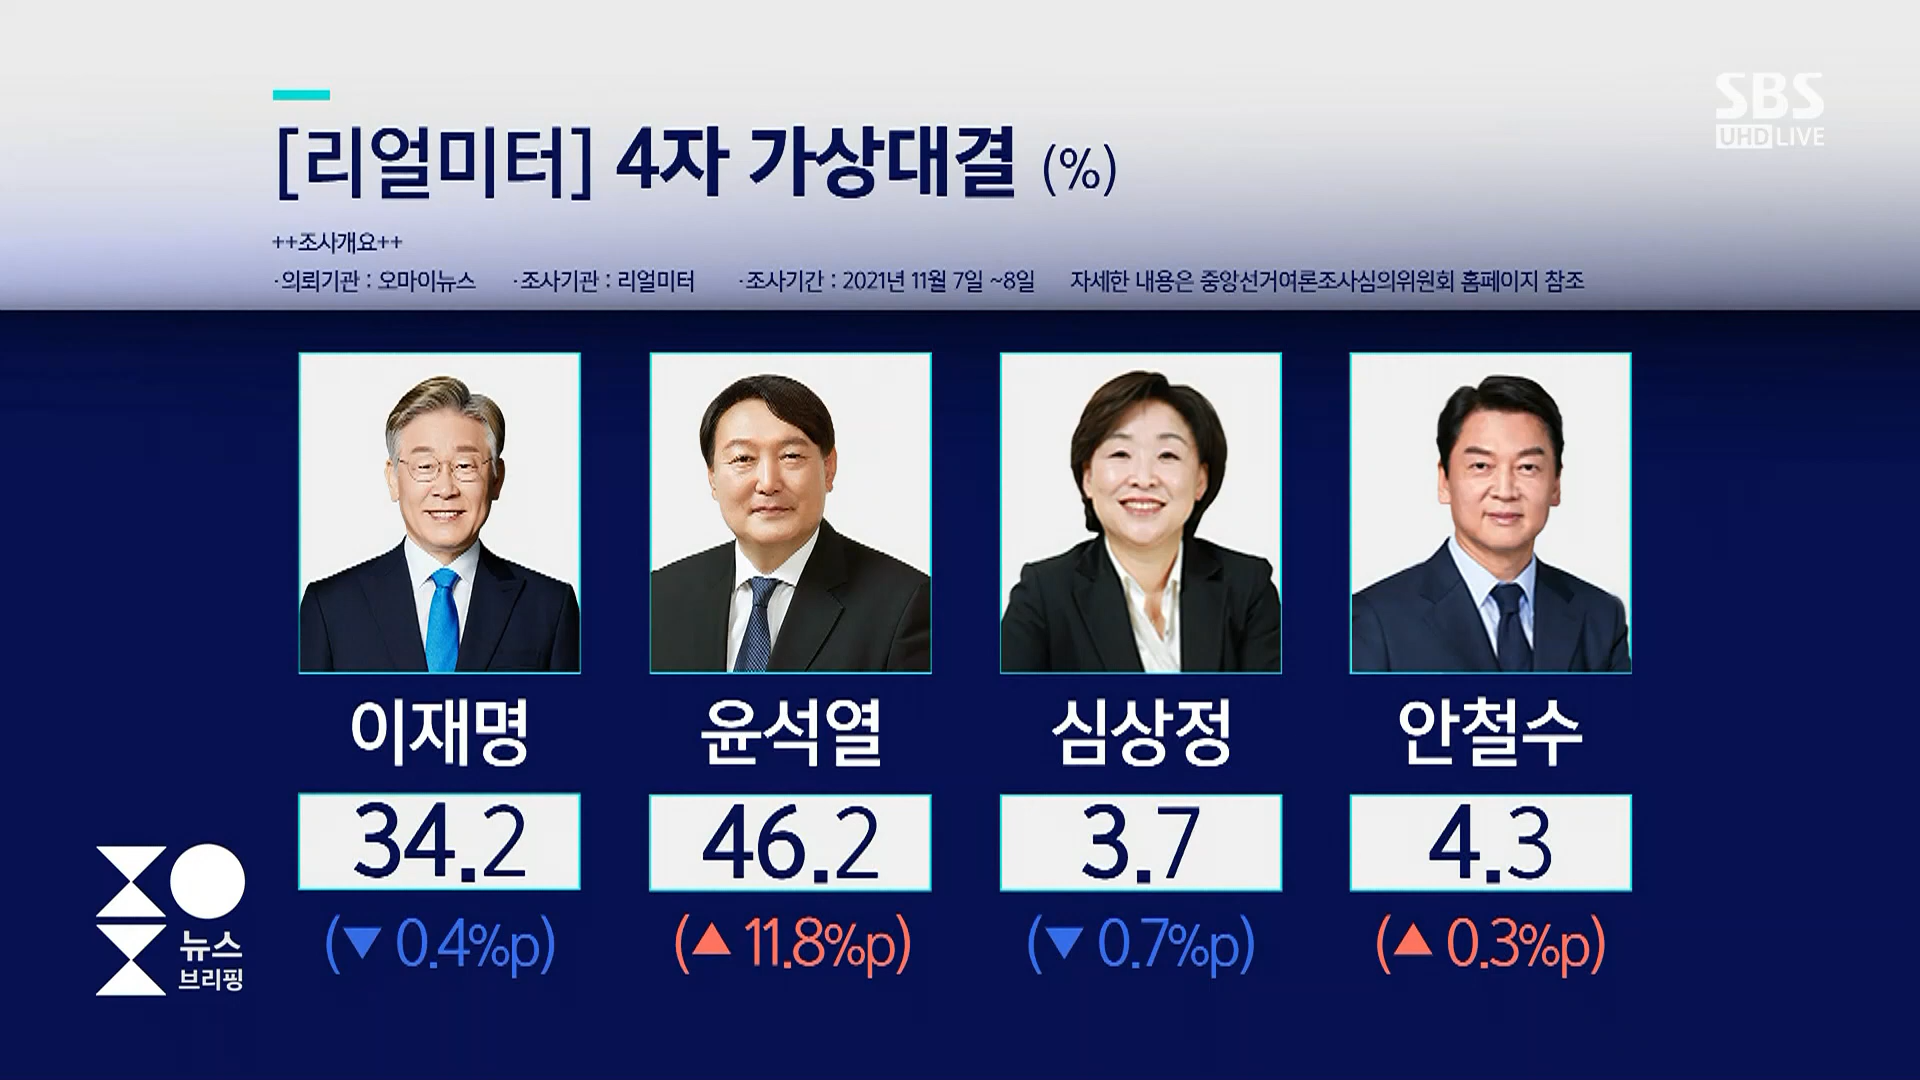 SBS
UHD LIVE
[리얼미터] 4자 가상대결 (%)
++조사개요++
·의뢰기관 : 오마이뉴스 ·조사기관 : 리얼미터 ·조사기간 : 2021년 11월 7일 ~8일 자세한 내용은 중앙선거여론조사심의위원회 홈페이지 참조
이재명 윤석열 심상정 안철수
34.2 46.2 3.7 4.3
(▼ 0.4%p) (▲ 11.8%p) (▼ 0.7%p) (▲ 0.3%p)
뉴스
브리핑